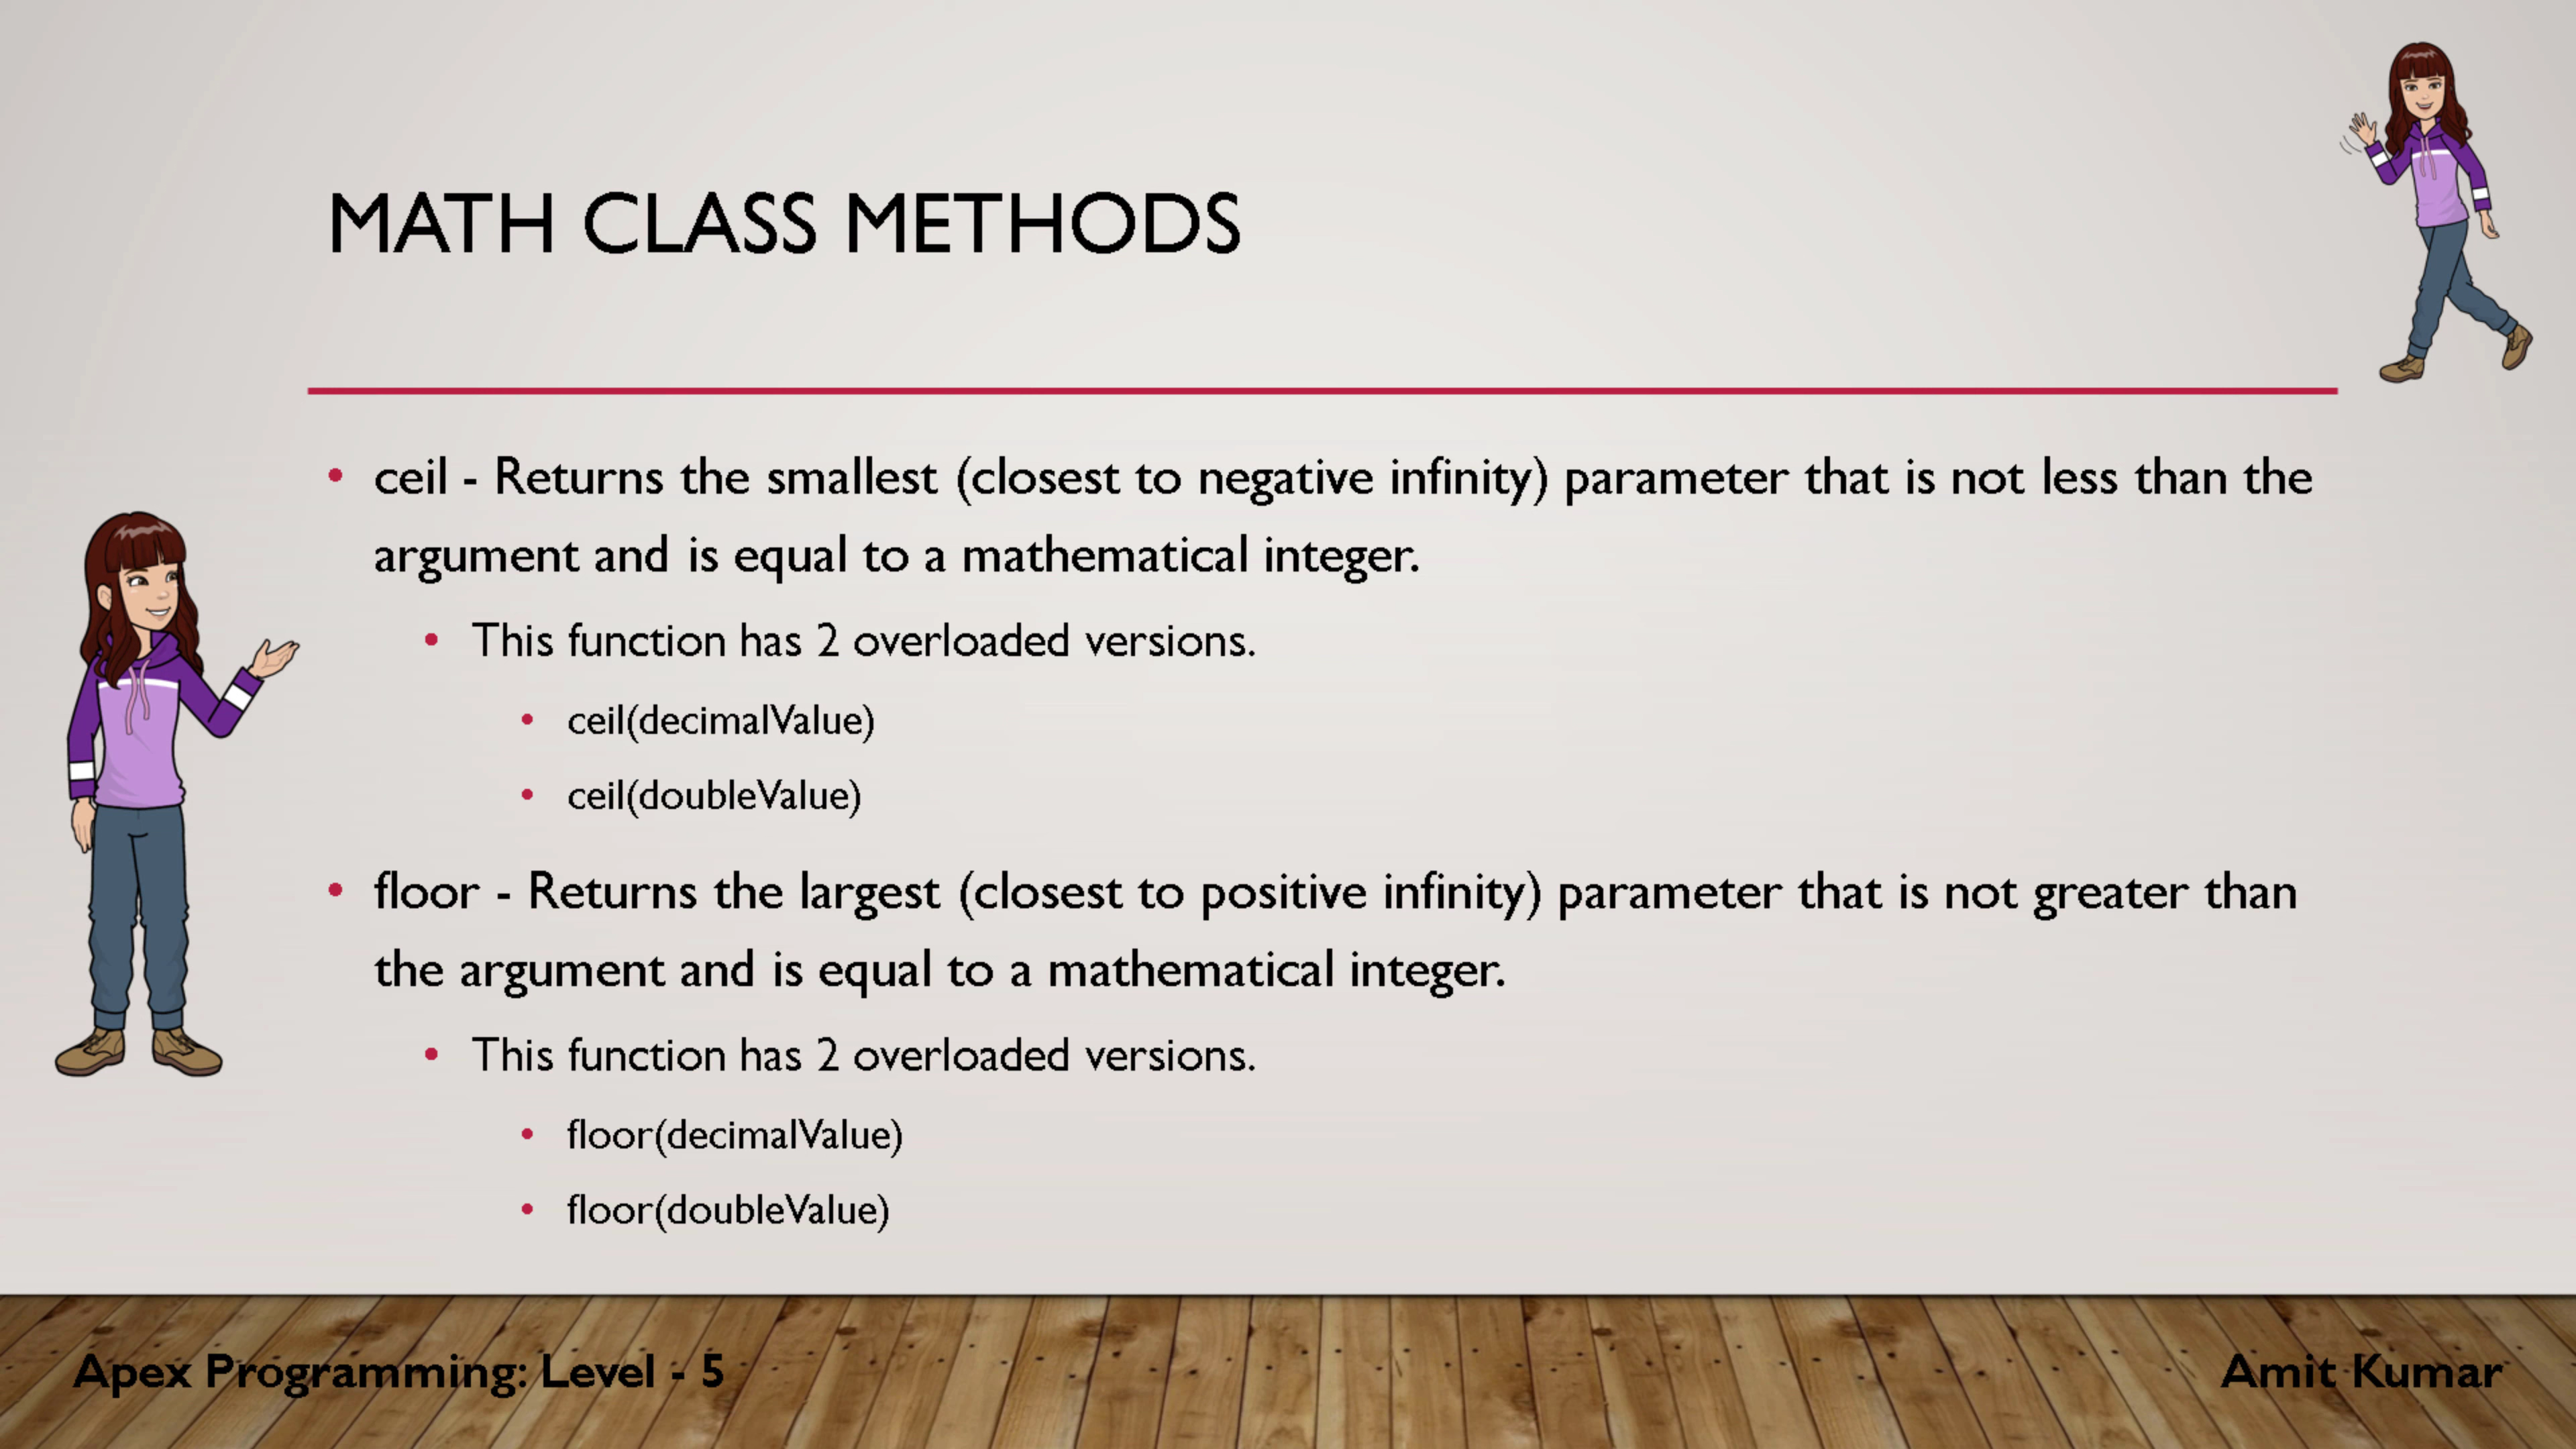 MATH CLASS METHODS
• ceil - Returns the smallest (closest to negative infinity) parameter that is not less than the
argument and is equal to a mathematical integer.
• This function has 2 overloaded versions.
• ceil(decimalValue)
• ceil(doubleValue)
• floor - Returns the largest (closest to positive infinity) parameter that is not greater than
the argument and is equal to a mathematical integer.
• This function has 2 overloaded versions.
• floor(decimalValue)
• floor(doubleValue)
Apex Programming: Level - 5
Amit Kumar